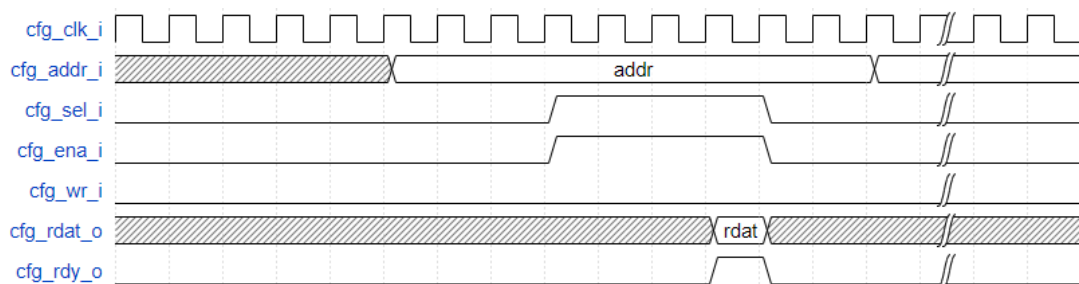 cfg_clk_i
cfg_addr_i addr
cfg_sel_i
cfg_ena_i
cfg_wr_i
cfg_rdat_o rdat
cfg_rdy_o